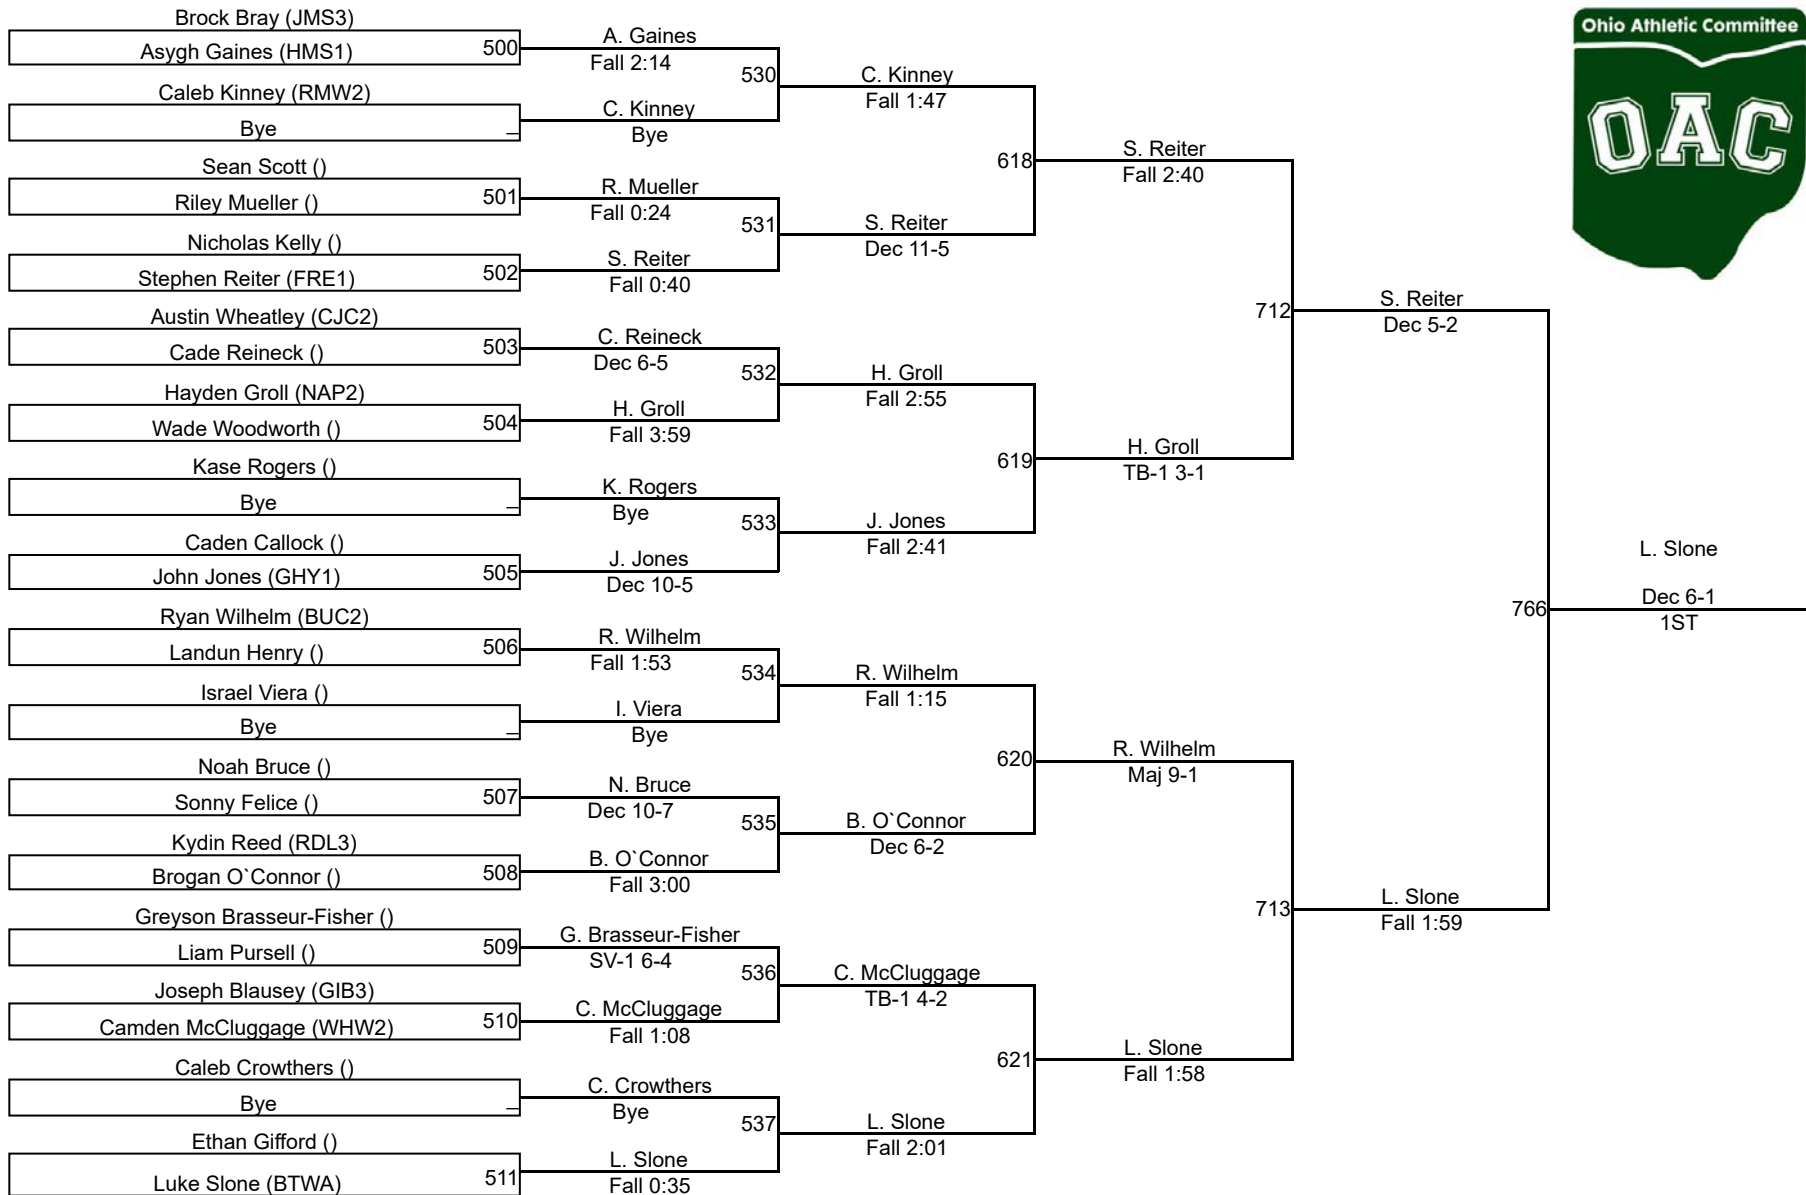 Ohio Athletic Committee
OAC
Brock Bray (JMS3)
Asygh Gaines (HMS1)
500
Caleb Kinney (RMW2)
Bye
_
Sean Scott ()
Riley Mueller ()
501
Nicholas Kelly ()
Stephen Reiter (FRE1)
502
Austin Wheatley (CJC2)
Cade Reineck ()
503
Hayden Groll (NAP2)
Wade Woodworth ()
504
Kase Rogers ()
Bye
_
Caden Callock ()
John Jones (GHY1)
505
Ryan Wilhelm (BUC2)
Landun Henry ()
506
Israel Viera ()
Bye
_
Noah Bruce ()
Sonny Felice ()
507
Kydin Reed (RDL3)
Brogan O`Connor ()
508
Greyson Brasseur-Fisher ()
Liam Pursell ()
509
Joseph Blausey (GIB3)
Camden McCluggage (WHW2)
510
Caleb Crowthers ()
Bye
_
Ethan Gifford ()
Luke Slone (BTWA)
511
A. Gaines
Fall 2:14
530
C. Kinney
Bye
R. Mueller
Fall 0:24
531
S. Reiter
Fall 0:40
C. Reineck
Dec 6-5
532
H. Groll
Fall 3:59
K. Rogers
Bye
533
J. Jones
Dec 10-5
R. Wilhelm
Fall 1:53
534
I. Viera
Bye
N. Bruce
Dec 10-7
535
B. O`Connor
Fall 3:00
G. Brasseur-Fisher
SV-1 6-4
536
C. McCluggage
Fall 1:08
C. Crowthers
Bye
537
L. Slone
Fall 0:35
C. Kinney
Fall 1:47
618
S. Reiter
Dec 11-5
H. Groll
Fall 2:55
619
J. Jones
Fall 2:41
R. Wilhelm
Fall 1:15
620
B. O`Connor
Dec 6-2
C. McCluggage
TB-1 4-2
621
L. Slone
Fall 2:01
S. Reiter
Fall 2:40
712
H. Groll
TB-1 3-1
R. Wilhelm
Maj 9-1
713
L. Slone
Fall 1:58
S. Reiter
Dec 5-2
766
L. Slone
Fall 1:59
L. Slone
Dec 6-1
1ST